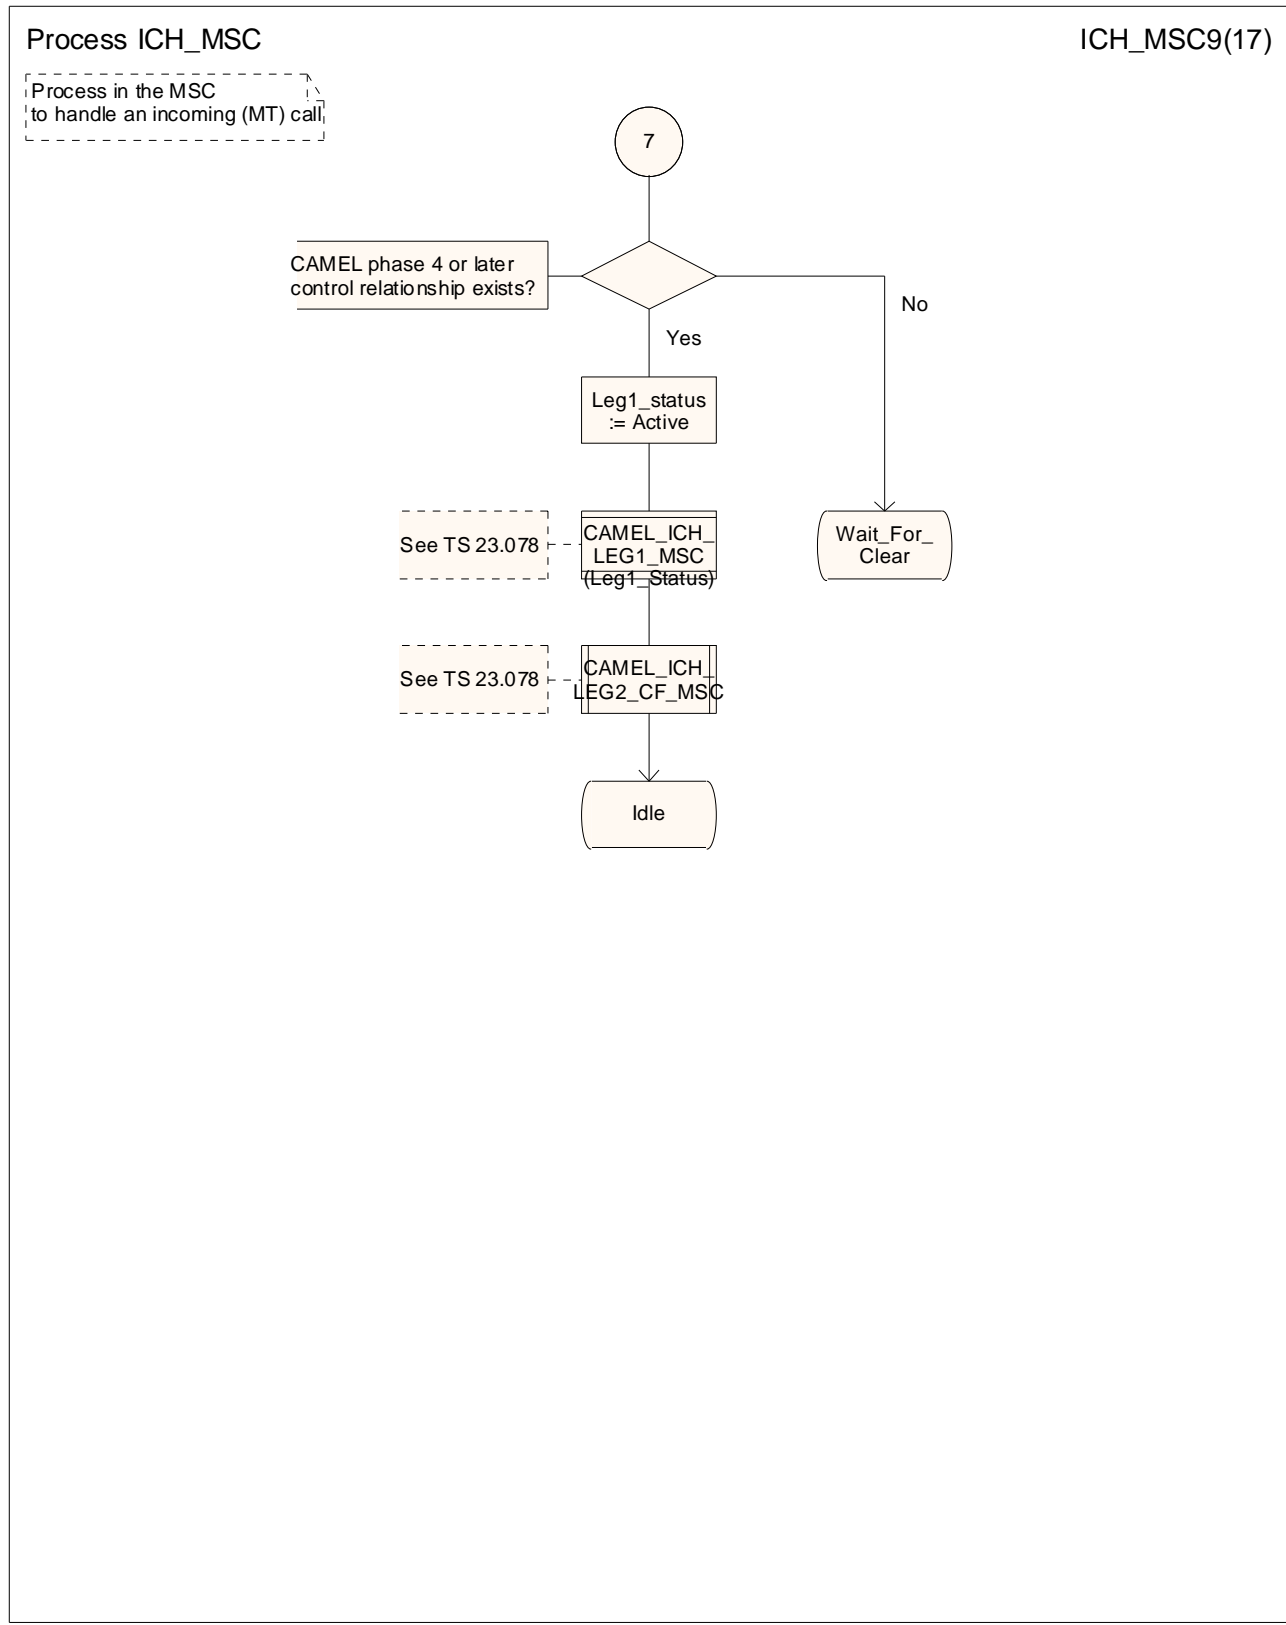 Process ICH_MSC
ICH_MSC9(17)
Process in the MSC
to handle an incoming (MT) call
7
CAMEL phase 4 or later
control relationship exists?
No
Yes
Leg1_status
:= Active
See TS 23.078
CAMEL_ICH_
LEG1_MSC
(Leg1_Status)
Wait_For_
Clear
See TS 23.078
CAMEL_ICH_
LEG2_CF_MSC
Idle